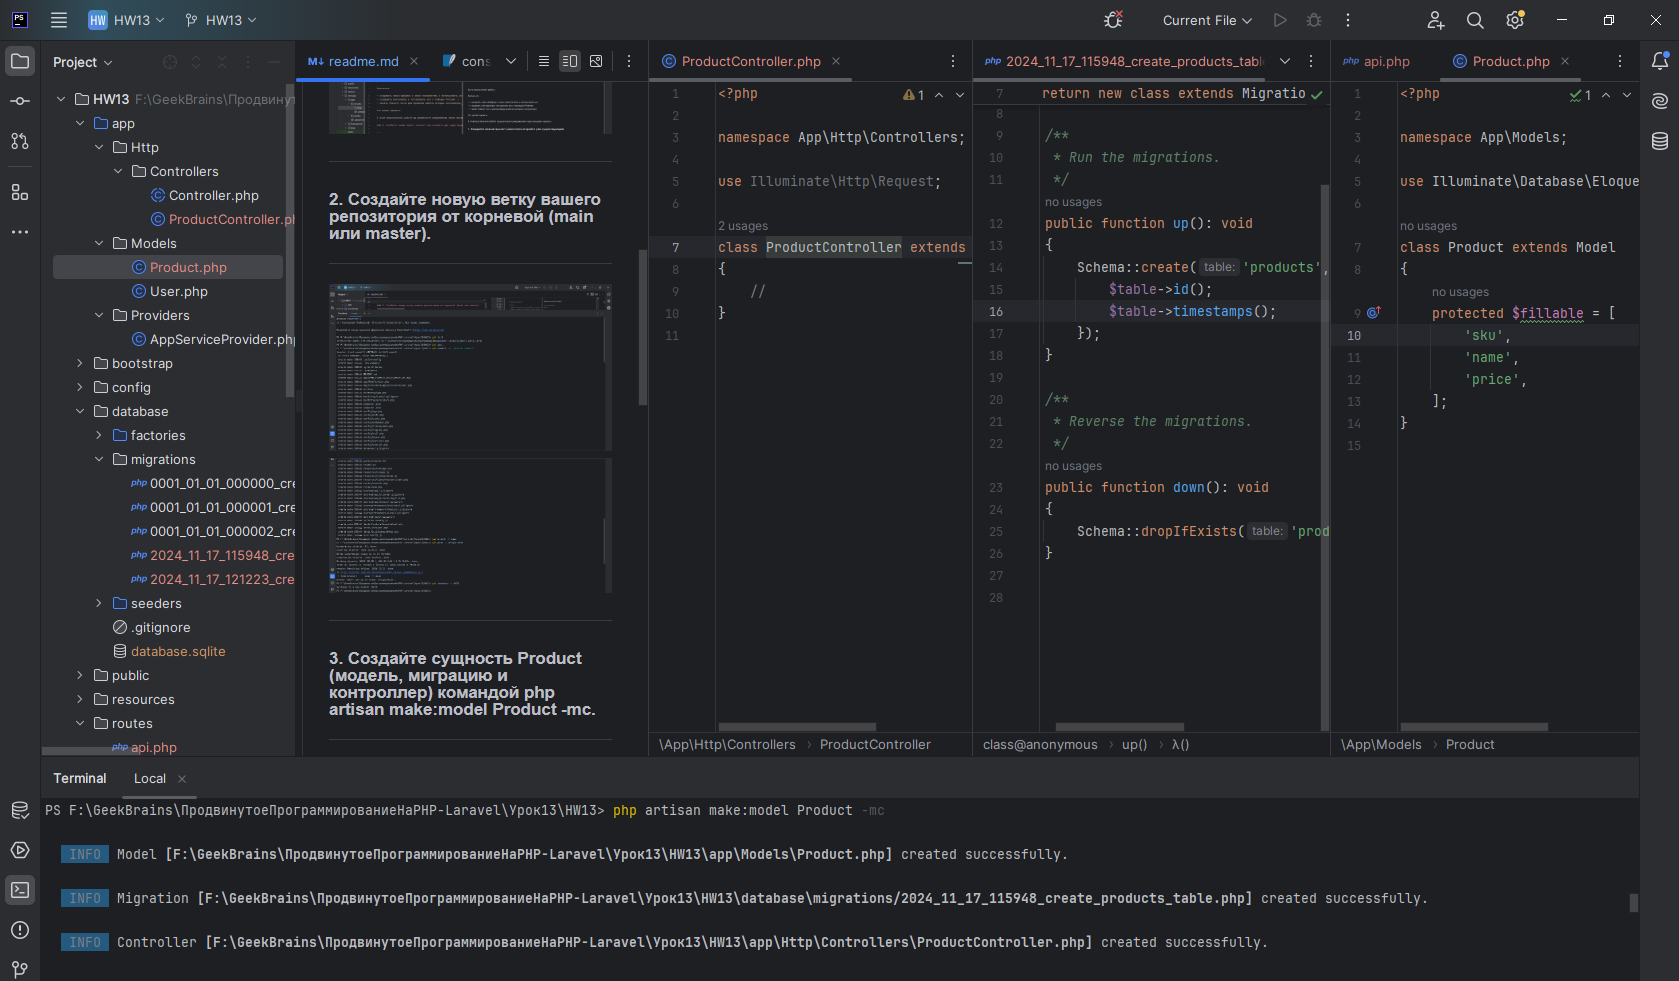 PS
HW HW13 HW13 Current File
Project
HW13 F:\GeekBrains\Продвинут
app
Http
Controllers
Controller.php
ProductController.ph
Models
Product.php
User.php
Providers
AppServiceProvider.php
bootstrap
config
database
factories
migrations
php 0001_01_01_000000_cre
php 0001_01_01_000001_cre
php 0001_01_01_000002_cre
php 2024_11_17_115948_cre
php 2024_11_17_121223_cre
seeders
.gitignore
database.sqlite
public
resources
routes
php api.php
M↓ readme.md cons
2. Создайте новую ветку вашего
репозитория от корневой (main
или master).
3. Создайте сущность Product
(модель, миграцию и
контроллер) командой php
artisan make:model Product -mc.
ProductController.php
1 <?php 1
2
3 namespace App\Http\Controllers;
4
5 use Illuminate\Http\Request;
6
2 usages
7 class ProductController extends
8 {
9 //
10 }
11
\App\Http\Controllers › ProductController
php 2024_11_17_115948_create_products_tabl
7 return new class extends Migratio
8
9 /**
10 * Run the migrations.
11 */
no usages
12 public function up(): void
13 {
14 Schema::create( table: 'products',
15 $table->id();
16 $table->timestamps();
17 });
18 }
19
20 /**
21 * Reverse the migrations.
22 */
no usages
23 public function down(): void
24 {
25 Schema::dropIfExists( table: 'prod
26 }
27
28
class@anonymous › up() › λ()
php api.php Product.php
1 <?php 1
2
3 namespace App\Models;
4
5 use Illuminate\Database\Eloque
6
no usages
7 class Product extends Model
8 {
no usages
9 protected $fillable = [
10 'sku',
11 'name',
12 'price',
13 ];
14 }
15
\App\Models › Product
Terminal Local
PS F:\GeekBrains\ПродвинутоеПрограммированиеНаPHP-Laravel\Урок13\HW13> php artisan make:model Product -mc
INFO Model [F:\GeekBrains\ПродвинутоеПрограммированиеНаPHP-Laravel\Урок13\HW13\app\Models\Product.php] created successfully.
INFO Migration [F:\GeekBrains\ПродвинутоеПрограммированиеНаPHP-Laravel\Урок13\HW13\database\migrations/2024_11_17_115948_create_products_table.php] created successfully.
INFO Controller [F:\GeekBrains\ПродвинутоеПрограммированиеНаPHP-Laravel\Урок13\HW13\app\Http\Controllers\ProductController.php] created successfully.